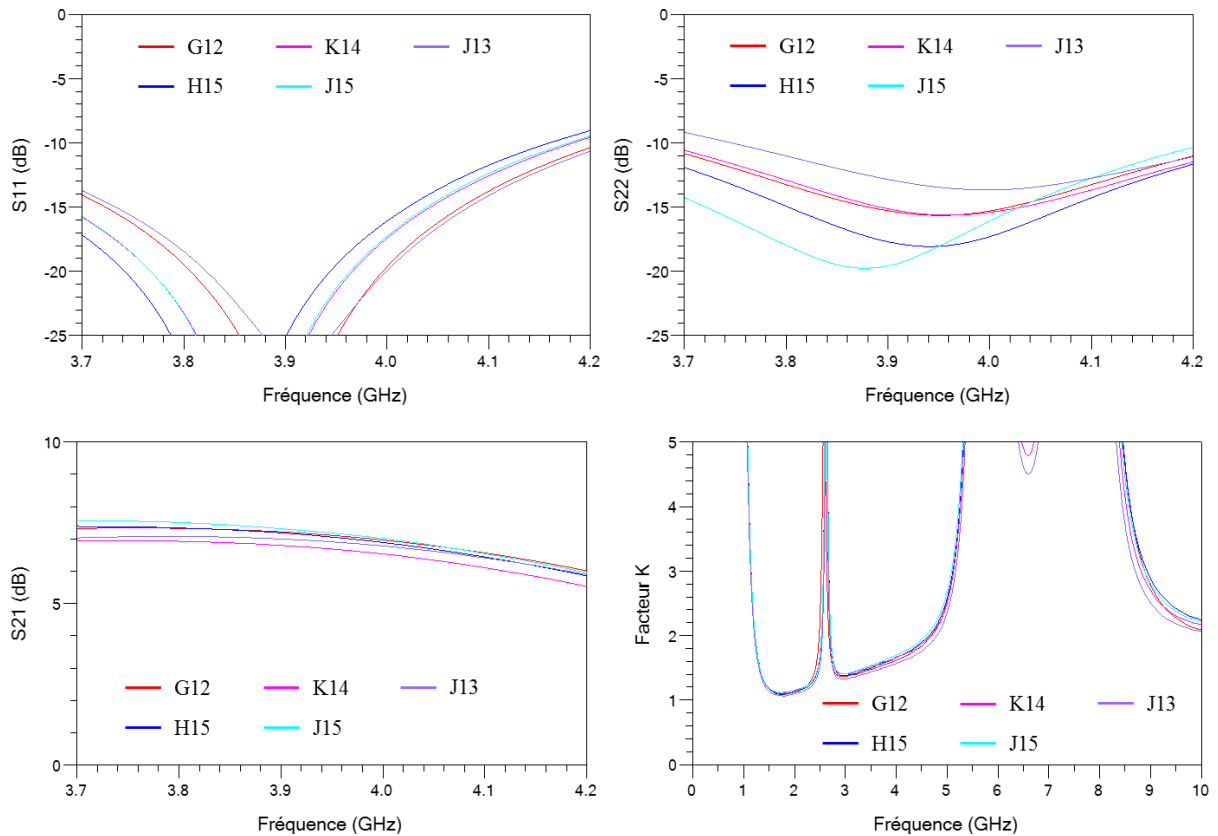 0
-5
-10
-15
-20
-25
S11 (dB)
G12 K14 J13
H15 J15
3.7 3.8 3.9 4.0 4.1 4.2
Fréquence (GHz)
0
-5
-10
-15
-20
-25
S22 (dB)
G12 K14 J13
H15 J15
3.7 3.8 3.9 4.0 4.1 4.2
Fréquence (GHz)
10
5
0
S21 (dB)
G12 K14 J13
H15 J15
3.7 3.8 3.9 4.0 4.1 4.2
Fréquence (GHz)
5
4
3
2
1
0
Facteur K
G12 K14 J13
H15 J15
0 1 2 3 4 5 6 7 8 9 10
Fréquence (GHz)